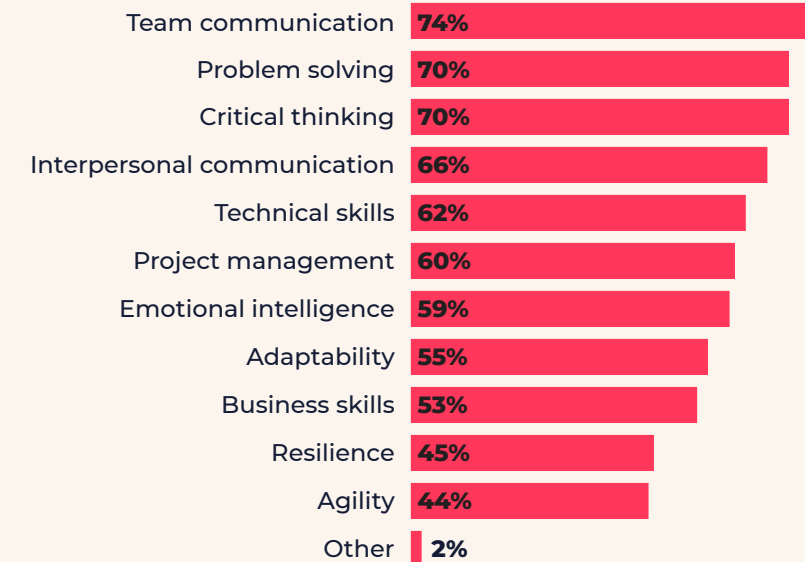 Team communication 74%
Problem solving 70%
Critical thinking 70%
Interpersonal communication 66%
Technical skills 62%
Project management 60%
Emotional intelligence 59%
Adaptability 55%
Business skills 53%
Resilience 45%
Agility 44%
Other 2%